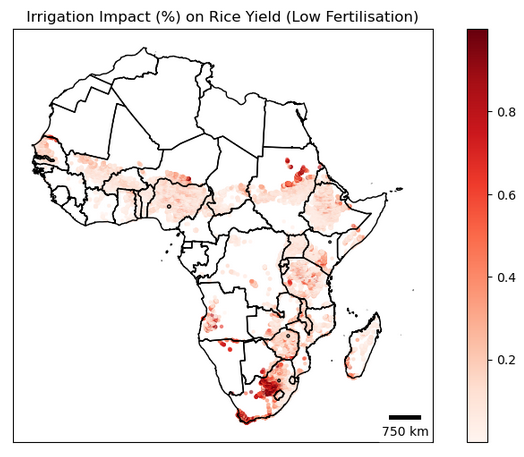 Irrigation Impact (%) on Rice Yield (Low Fertilisation)
0.8
0.6
0.4
0.2
750 km